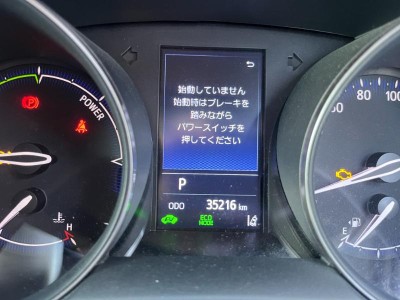 始動していません
始動時はブレーキを
踏みながら
パワースイッチを
押してください
P
ODO 35216 km
ECO MODE
POWER
H
60 80 100
E